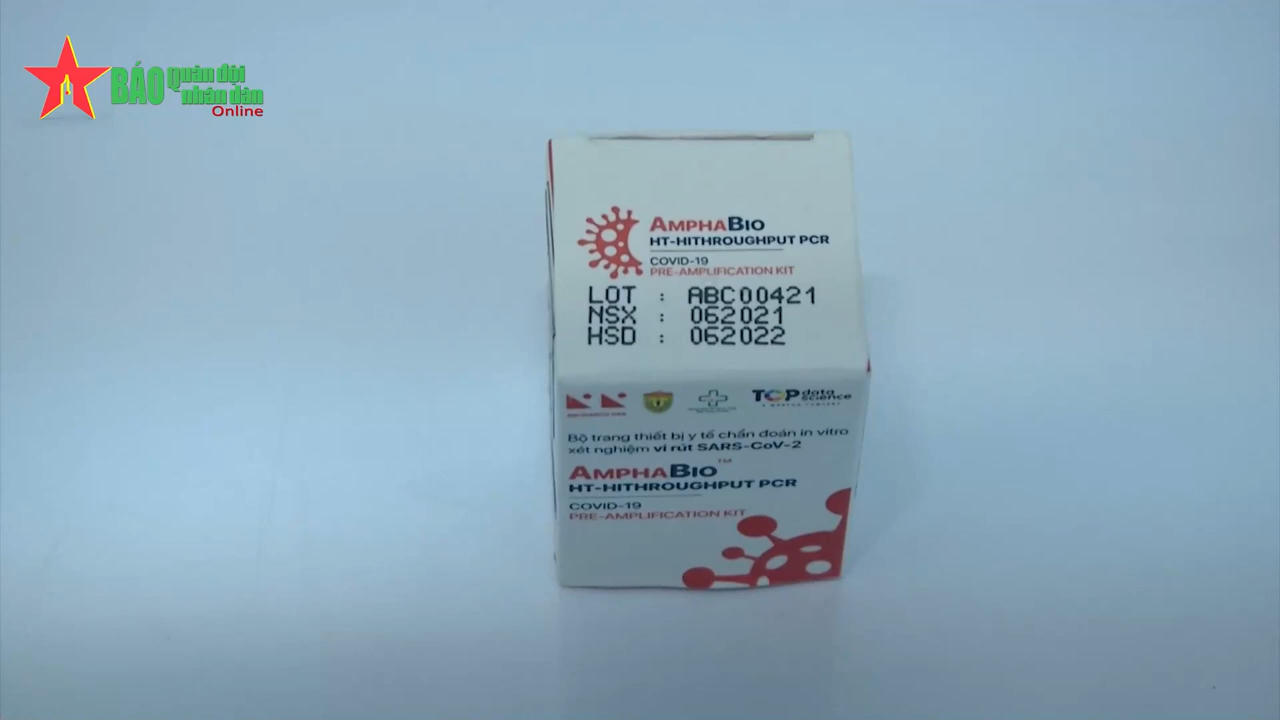 BÁO Quân đội
nhân dân
Online
AMPHABIO
HT-HITHROUGHPUT PCR
COVID-19
PRE-AMPLIFICATION KIT
LOT : ABC00421
NSX : 062021
HSD : 062022
TOP data
science
Bộ trang thiết bị y tế chẩn đoán in vitro
xét nghiệm vi rút SARS-CoV-2
AMPHABIO™
HT-HITHROUGHPUT PCR
COVID-19
PRE-AMPLIFICATION KIT